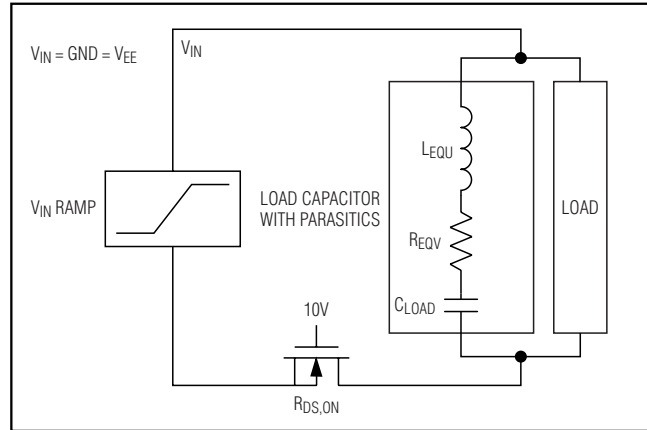 V_IN = GND = V_EE
V_IN
V_IN RAMP
LOAD CAPACITOR
WITH PARASITICS
L_EQU
R_EQV
C_LOAD
LOAD
10V
R_DS,ON